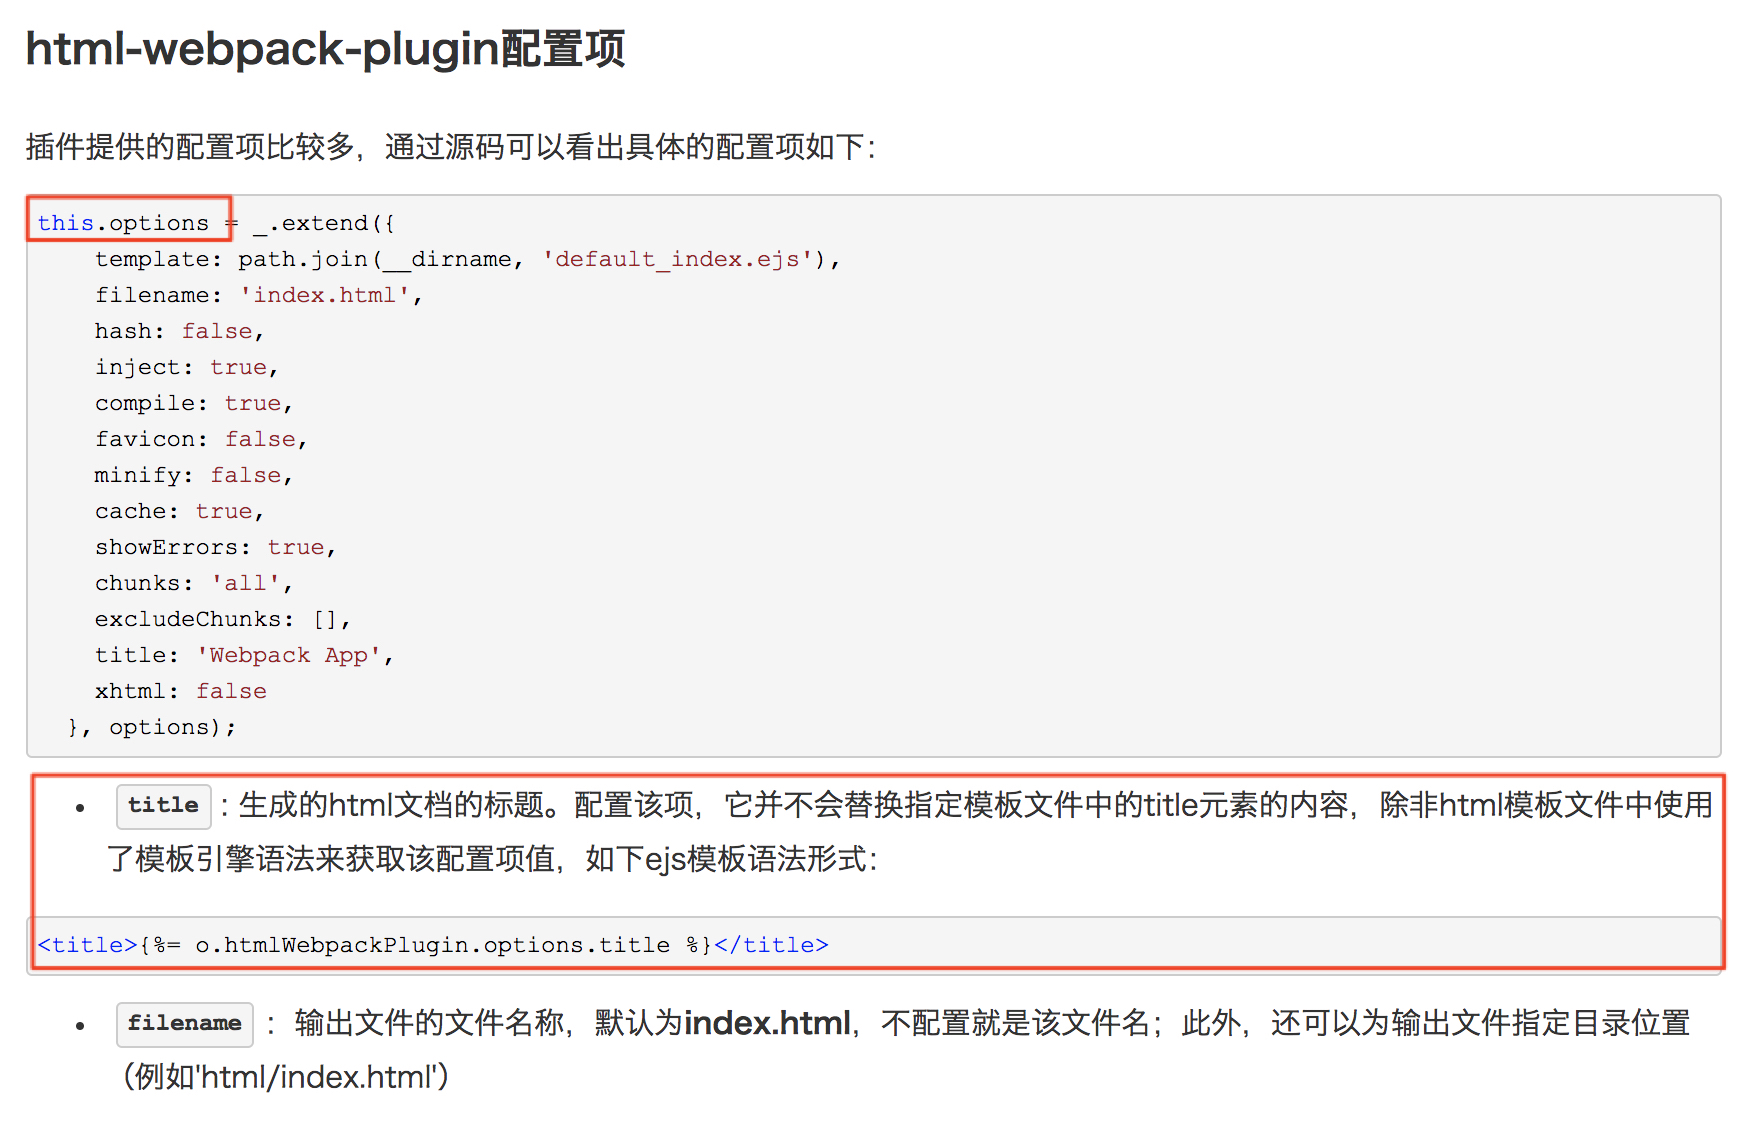 html-webpack-plugin配置项
插件提供的配置项比较多，通过源码可以看出具体的配置项如下：
this.options = _.extend({
    template: path.join(__dirname, 'default_index.ejs'),
    filename: 'index.html',
    hash: false,
    inject: true,
    compile: true,
    favicon: false,
    minify: false,
    cache: true,
    showErrors: true,
    chunks: 'all',
    excludeChunks: [],
    title: 'Webpack App',
    xhtml: false
  }, options);
• title : 生成的html文档的标题。配置该项，它并不会替换指定模板文件中的title元素的内容，除非html模板文件中使用
了模板引擎语法来获取该配置项值，如下ejs模板语法形式：
<title>{%= o.htmlWebpackPlugin.options.title %}</title>
• filename ：输出文件的文件名称，默认为index.html，不配置就是该文件名；此外，还可以为输出文件指定目录位置
（例如'html/index.html'）